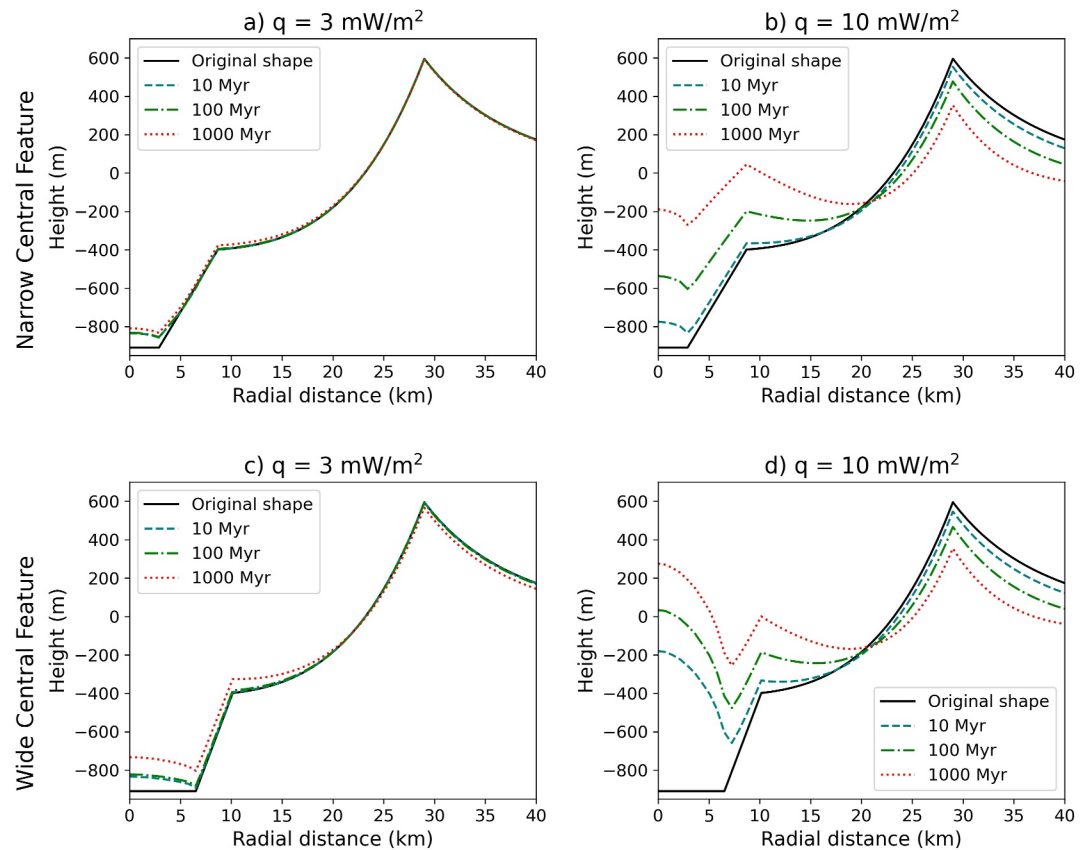 a) q = 3 mW/m²
Narrow Central Feature
Height (m)
600
400
200
0
−200
−400
−600
−800
Original shape
10 Myr
100 Myr
1000 Myr
0 5 10 15 20 25 30 35 40
Radial distance (km)
b) q = 10 mW/m²
Height (m)
600
400
200
0
−200
−400
−600
−800
Original shape
10 Myr
100 Myr
1000 Myr
0 5 10 15 20 25 30 35 40
Radial distance (km)
c) q = 3 mW/m²
Wide Central Feature
Height (m)
600
400
200
0
−200
−400
−600
−800
Original shape
10 Myr
100 Myr
1000 Myr
0 5 10 15 20 25 30 35 40
Radial distance (km)
d) q = 10 mW/m²
Height (m)
600
400
200
0
−200
−400
−600
−800
Original shape
10 Myr
100 Myr
1000 Myr
0 5 10 15 20 25 30 35 40
Radial distance (km)